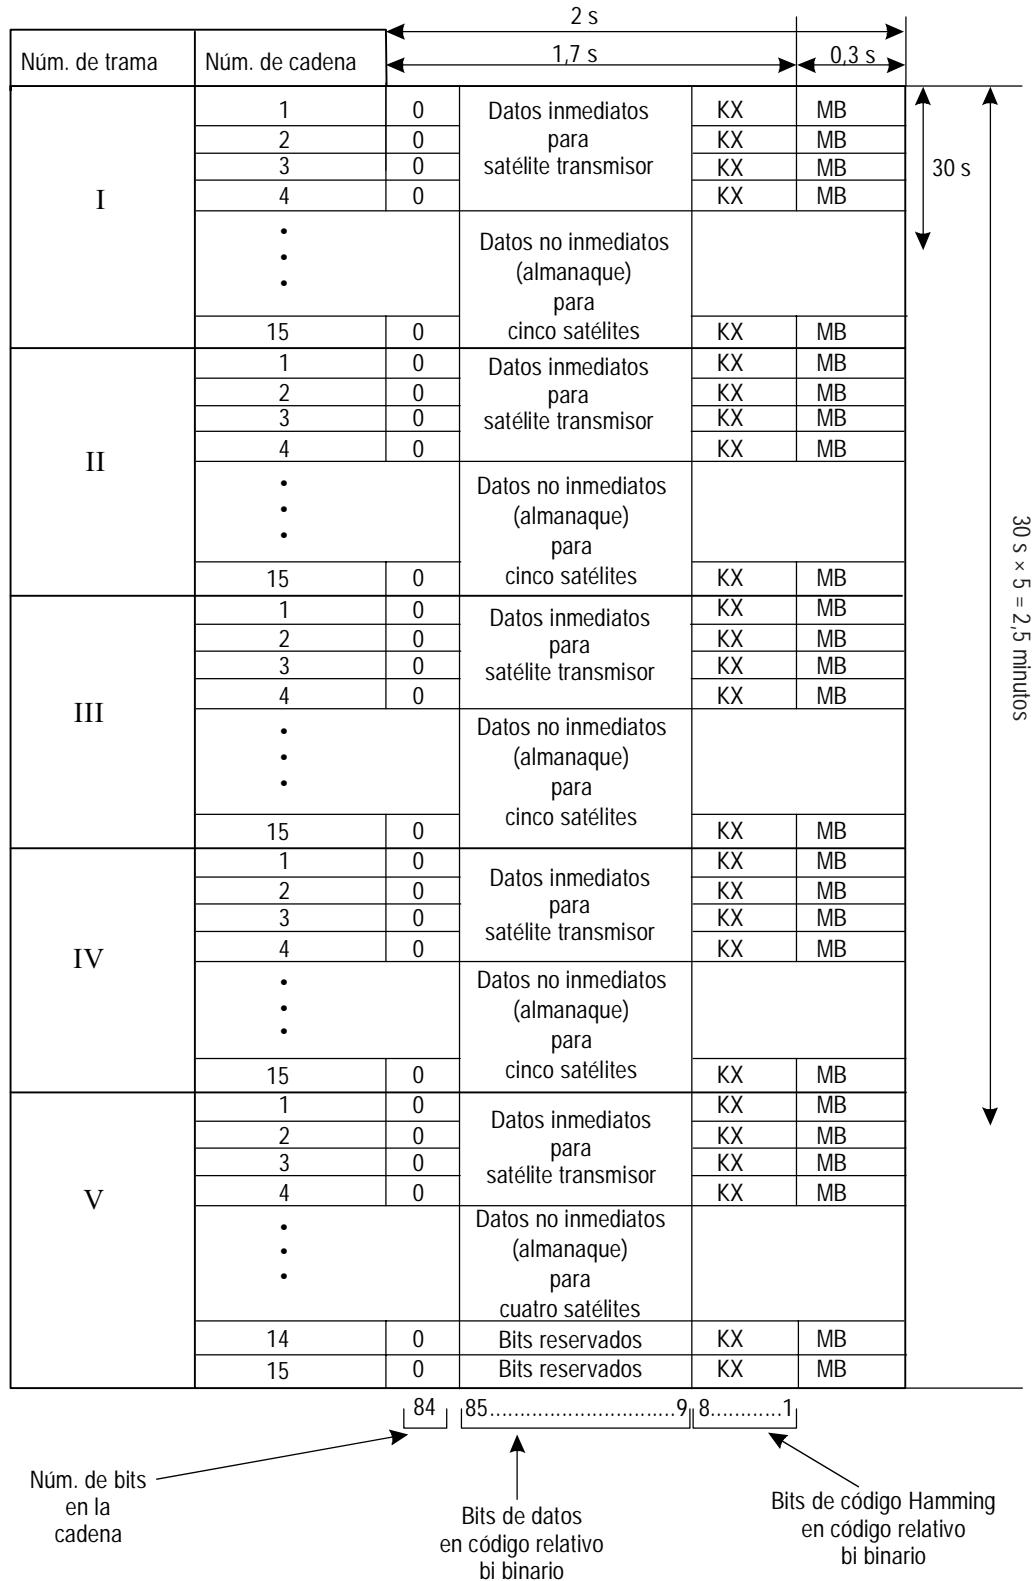 2 s
Núm. de trama Núm. de cadena 1,7 s 0,3 s
1 0 Datos inmediatos KX MB
2 0 para KX MB
3 0 satélite transmisor KX MB 30 s
I 4 0 KX MB
• Datos no inmediatos
• (almanaque)
• para
15 0 cinco satélites KX MB
1 0 Datos inmediatos KX MB
2 0 para KX MB
3 0 satélite transmisor KX MB
II 4 0 KX MB
• Datos no inmediatos
• (almanaque)
• para
15 0 cinco satélites KX MB
30 s × 5 = 2,5 minutos
1 0 Datos inmediatos KX MB
2 0 para KX MB
3 0 satélite transmisor KX MB
III 4 0 KX MB
• Datos no inmediatos
• (almanaque)
• para
15 0 cinco satélites KX MB
1 0 Datos inmediatos KX MB
2 0 para KX MB
3 0 satélite transmisor KX MB
IV 4 0 KX MB
• Datos no inmediatos
• (almanaque)
• para
15 0 cinco satélites KX MB
1 0 Datos inmediatos KX MB
2 0 para KX MB
3 0 satélite transmisor KX MB
V 4 0 KX MB
• Datos no inmediatos
• (almanaque)
• para
cuatro satélites
14 0 Bits reservados KX MB
15 0 Bits reservados KX MB
84 85...............................9 8...........1
Núm. de bits
en la
cadena
Bits de datos
en código relativo
bi binario
Bits de código Hamming
en código relativo
bi binario